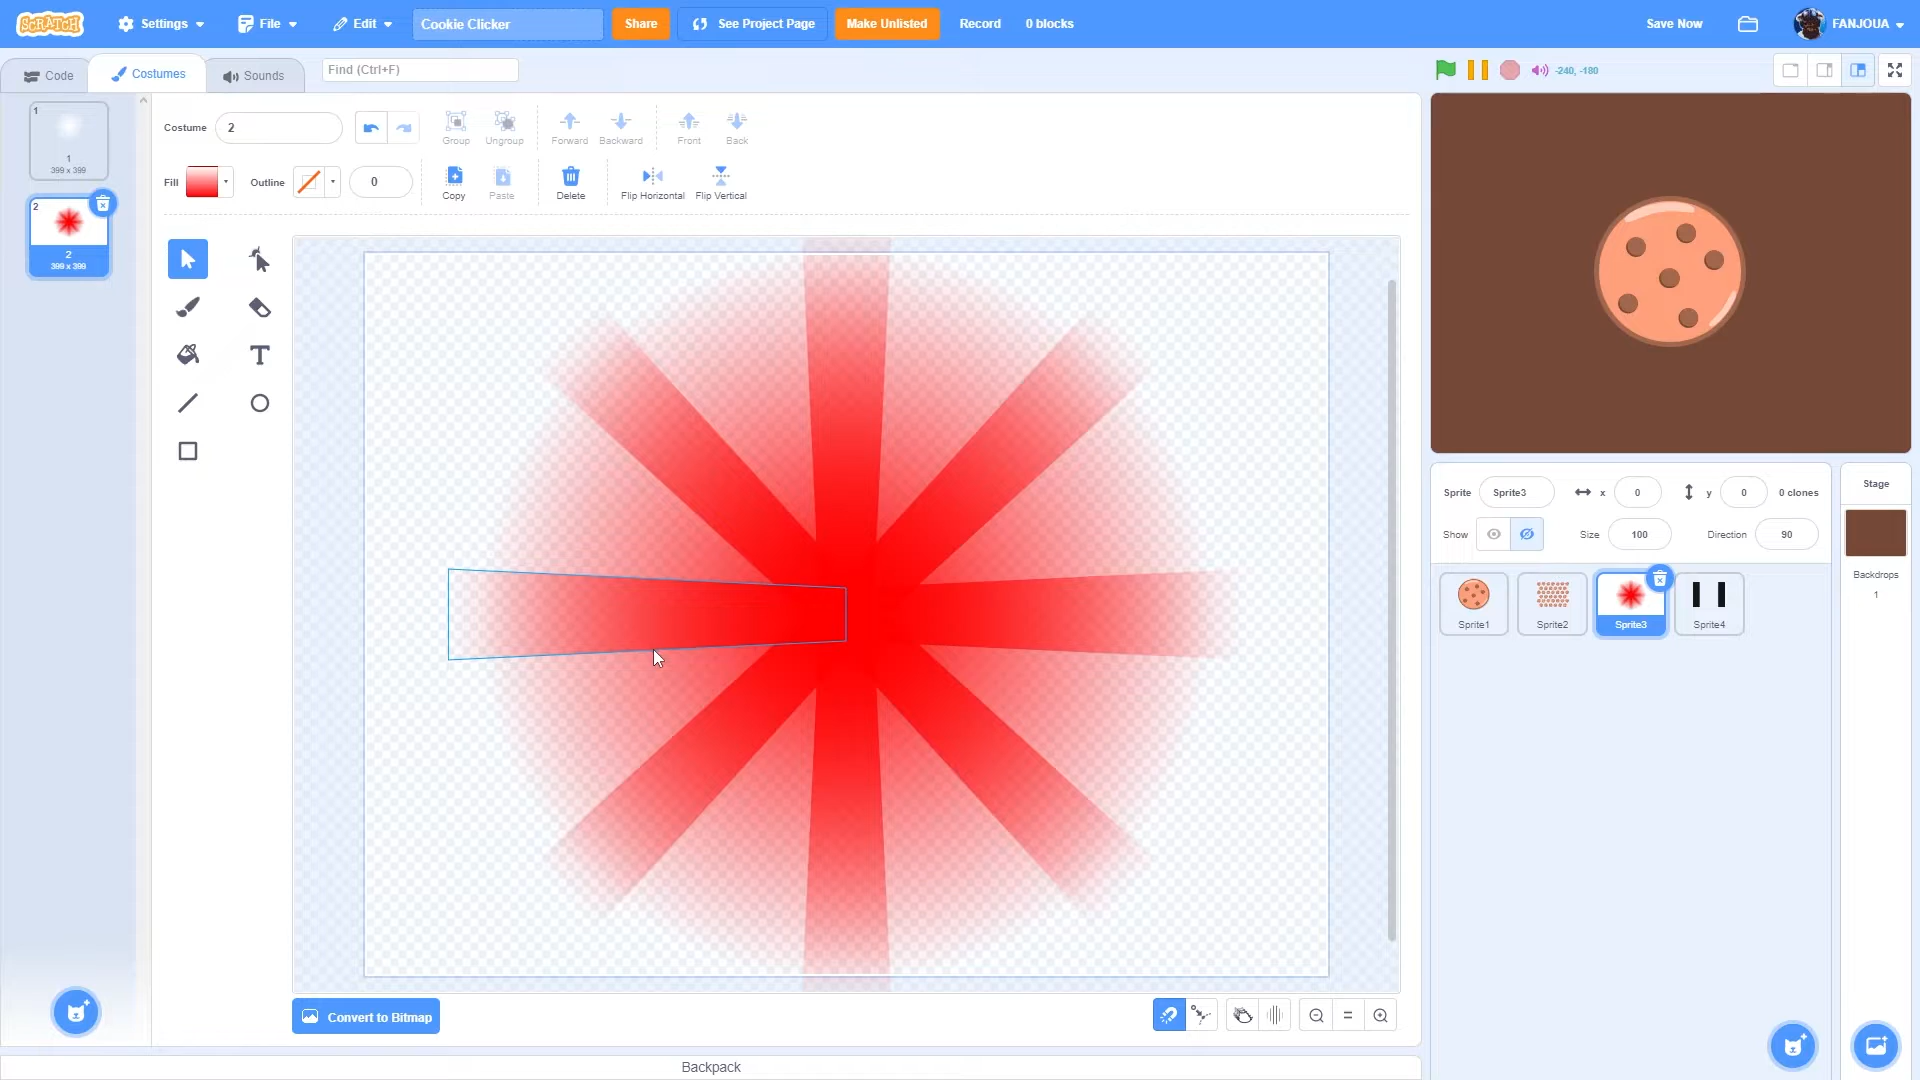 SCRATCH
Settings
File
Edit
Cookie Clicker
Share
See Project Page
Make Unlisted
Record
0 blocks
Save Now
FANJOUA
Code
Costumes
Sounds
Find (Ctrl+F)
-240, -180
1
1
399 x 399
2
2
399 x 399
Costume
2
Group
Ungroup
Forward
Backward
Front
Back
Fill
Outline
0
Copy
Paste
Delete
Flip Horizontal
Flip Vertical
Convert to Bitmap
Backpack
Sprite
Sprite3
x
0
y
0
0 clones
Show
Size
100
Direction
90
Sprite1
Sprite2
Sprite3
Sprite4
Stage
Backdrops
1